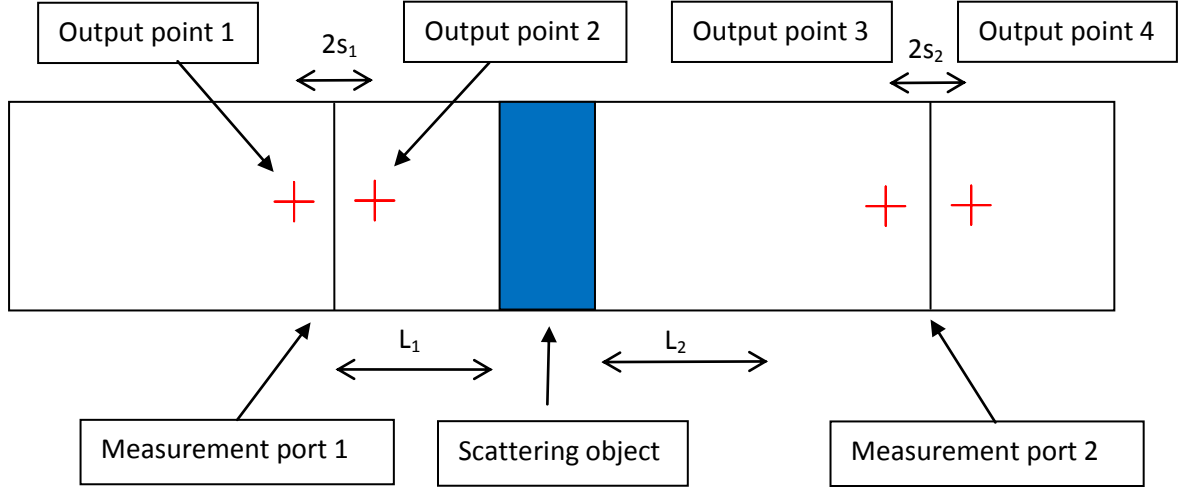 Output point 1
2s₁
Output point 2
Output point 3
2s₂
Output point 4
L₁
L₂
Measurement port 1
Scattering object
Measurement port 2